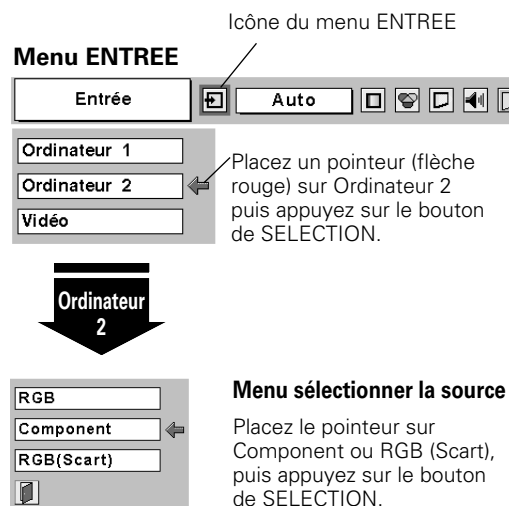 Icône du menu ENTREE
Menu ENTREE
Entrée
Auto
Ordinateur 1
Ordinateur 2
Vidéo
Placez un pointeur (flèche
rouge) sur Ordinateur 2
puis appuyez sur le bouton
de SELECTION.
Ordinateur
2
RGB
Component
RGB(Scart)
Menu sélectionner la source
Placez le pointeur sur
Component ou RGB (Scart),
puis appuyez sur le bouton
de SELECTION.